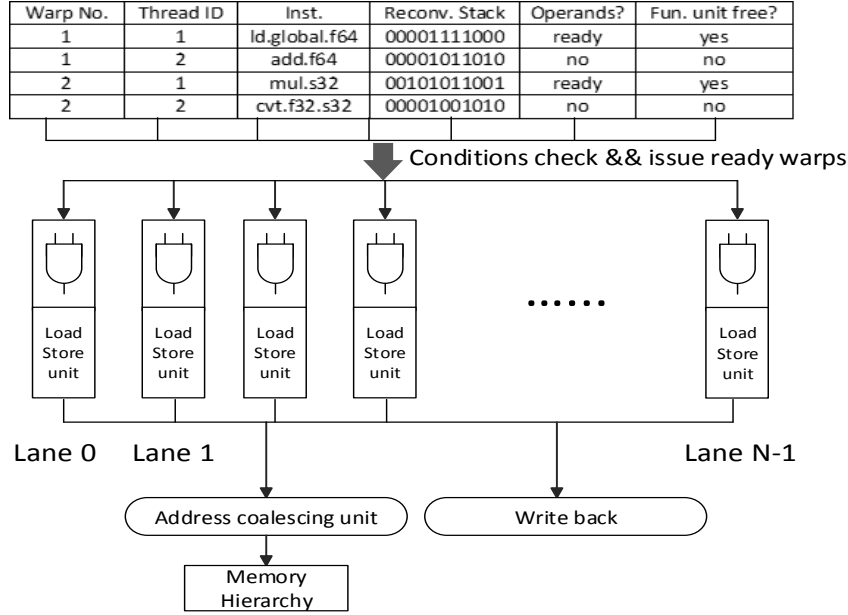 Warp No. Thread ID Inst. Reconv. Stack Operands? Fun. unit free?
1 1 ld.global.f64 00001111000 ready yes
1 2 add.f64 00001011010 no no
2 1 mul.s32 00101011001 ready yes
2 2 cvt.f32.s32 00001001010 no no
Conditions check && issue ready warps
......
Load Load Load Load Load
Store Store Store Store Store
unit unit unit unit unit
Lane 0 Lane 1 Lane N-1
Address coalescing unit Write back
Memory
Hierarchy